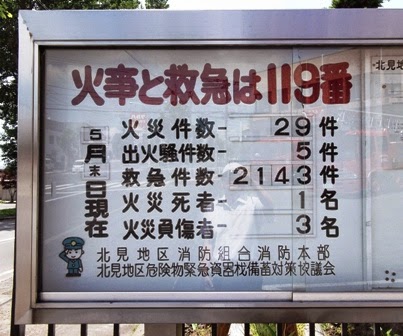 火事と救急は119番
5月末日現在
火災件数- 29件
出火騒件数- 5件
救急件数- 2143件
火災死者- 1名
火災負傷者- 3名
北見地区消防組合消防本部
北見地区危険物緊急資器材備蓄対策協議会
北見地